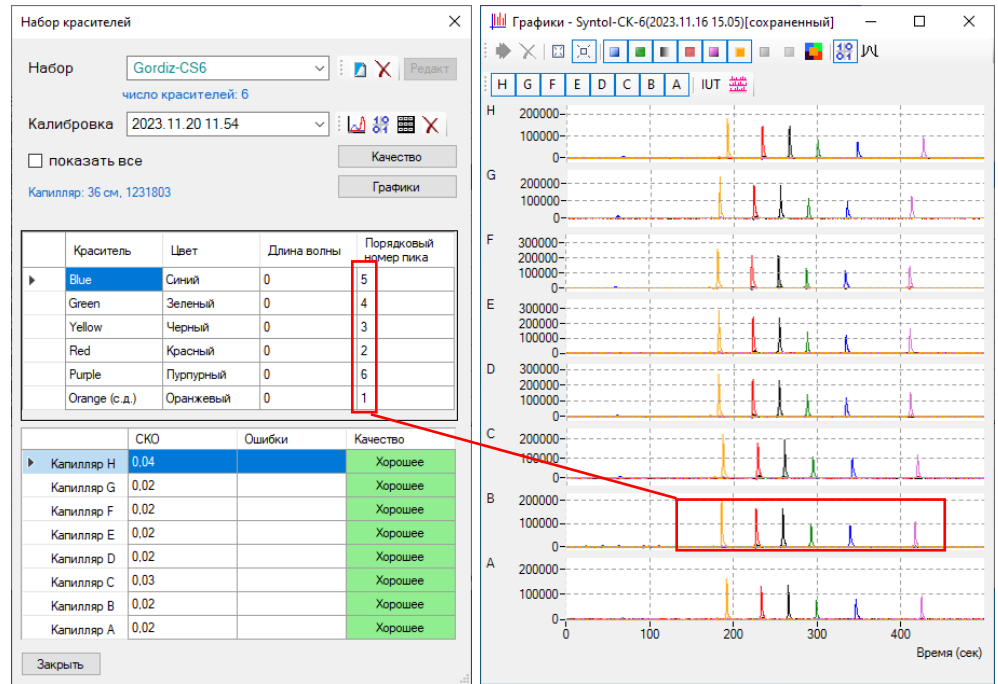 Набор красителей
Набор Gordiz-CS6 Редакт
число красителей: 6
Калибровка 2023.11.20 11.54
показать все Качество
Капилляр: 36 см, 1231803 Графики
Краситель Цвет Длина волны Порядковый номер пика
Blue Синий 0 5
Green Зеленый 0 4
Yellow Черный 0 3
Red Красный 0 2
Purple Пурпурный 0 6
Orange (с.д.) Оранжевый 0 1
СКО Ошибки Качество
Капилляр H 0,04 Хорошее
Капилляр G 0,02 Хорошее
Капилляр F 0,02 Хорошее
Капилляр E 0,02 Хорошее
Капилляр D 0,02 Хорошее
Капилляр C 0,03 Хорошее
Капилляр B 0,02 Хорошее
Капилляр A 0,02 Хорошее
Закрыть
Графики - Syntol-СК-6(2023.11.16 15.05)[сохраненный]
H G F E D C B A IUT
H
200000
100000
0
G
200000
100000
0
F
300000
200000
100000
0
E
300000
200000
100000
0
D
300000
200000
100000
0
C
200000
100000
0
B
200000
100000
0
A
200000
100000
0
0 100 200 300 400
Время (сек)